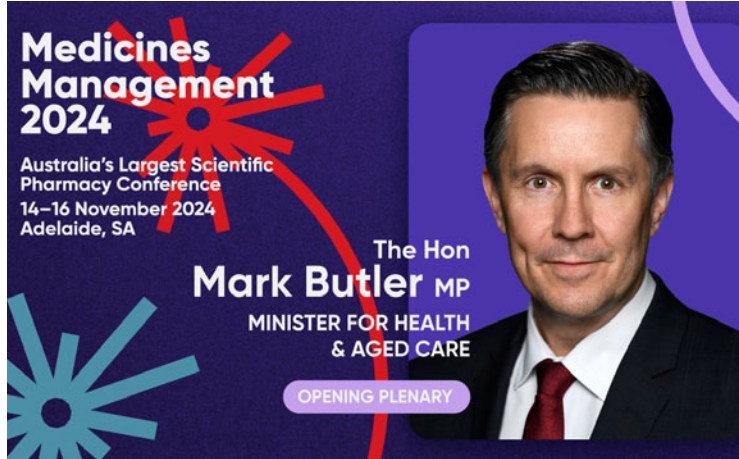 Medicines
Management
2024
Australia's Largest Scientific
Pharmacy Conference
14–16 November 2024
Adelaide, SA
The Hon
Mark Butler MP
MINISTER FOR HEALTH
& AGED CARE
OPENING PLENARY